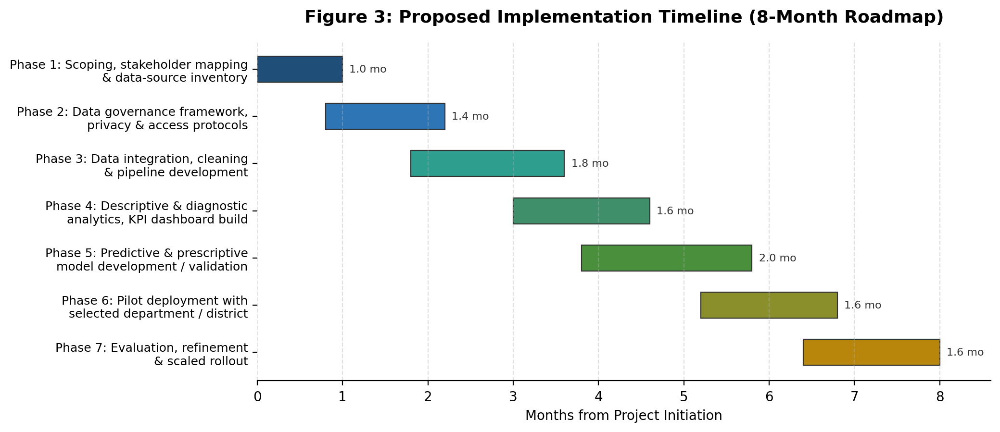 Figure 3: Proposed Implementation Timeline (8-Month Roadmap)
Phase 1: Scoping, stakeholder mapping
& data-source inventory
1.0 mo
Phase 2: Data governance framework,
privacy & access protocols
1.4 mo
Phase 3: Data integration, cleaning
& pipeline development
1.8 mo
Phase 4: Descriptive & diagnostic
analytics, KPI dashboard build
1.6 mo
Phase 5: Predictive & prescriptive
model development / validation
2.0 mo
Phase 6: Pilot deployment with
selected department / district
1.6 mo
Phase 7: Evaluation, refinement
& scaled rollout
1.6 mo
0 1 2 3 4 5 6 7 8
Months from Project Initiation